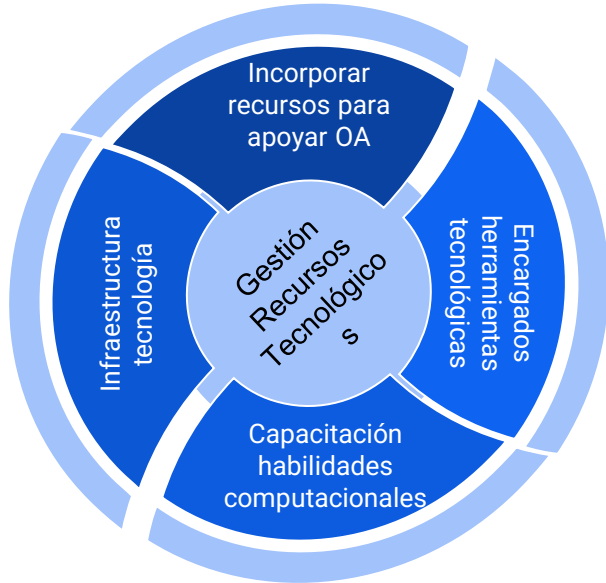 Incorporar
recursos para
apoyar OA
Encargados
herramientas
tecnológicas
Gestión
Recursos
Tecnológico
s
Infraestructura
tecnología
Capacitación
habilidades
computacionales